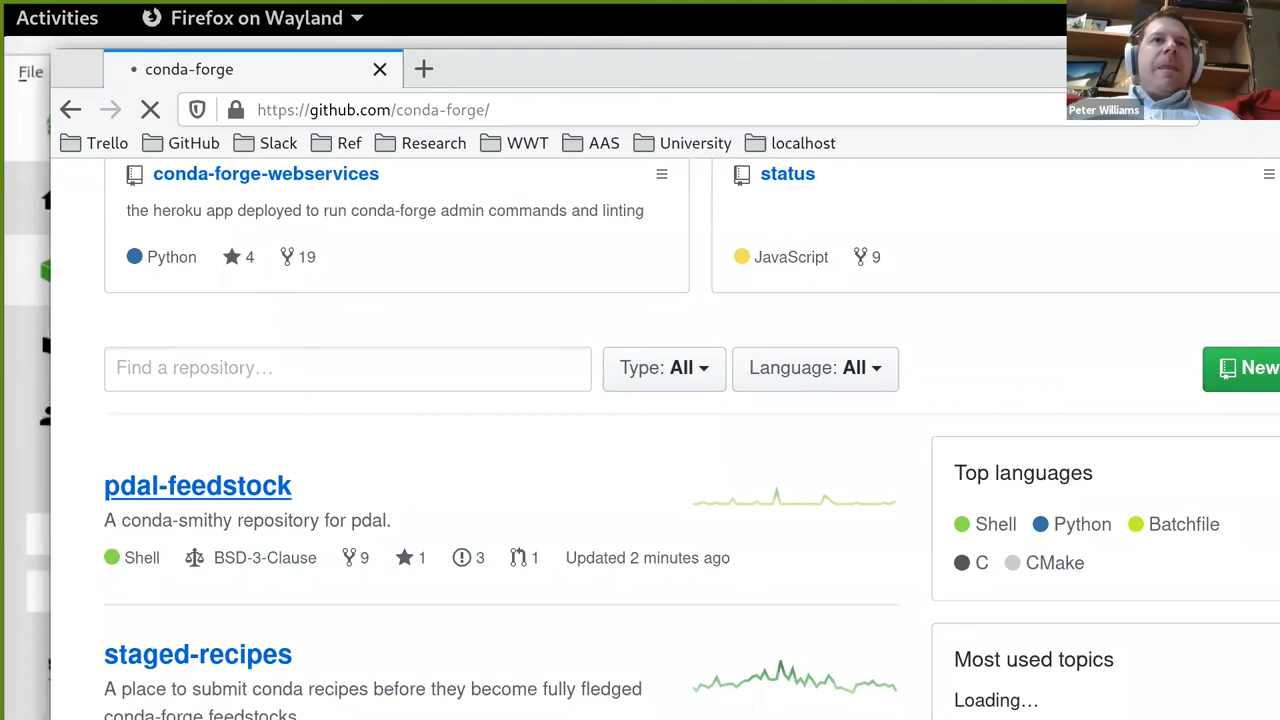 Activities Firefox on Wayland
File
conda-forge
https://github.com/conda-forge/
Peter Williams
Trello GitHub Slack Ref Research WWT AAS University localhost
conda-forge-webservices
the heroku app deployed to run conda-forge admin commands and linting
Python 4 19
status
JavaScript 9
Find a repository… Type: All Language: All New
pdal-feedstock
A conda-smithy repository for pdal.
Shell BSD-3-Clause 9 1 3 1 Updated 2 minutes ago
staged-recipes
A place to submit conda recipes before they become fully fledged
conda-forge feedstocks
Top languages
Shell Python Batchfile
C CMake
Most used topics
Loading…